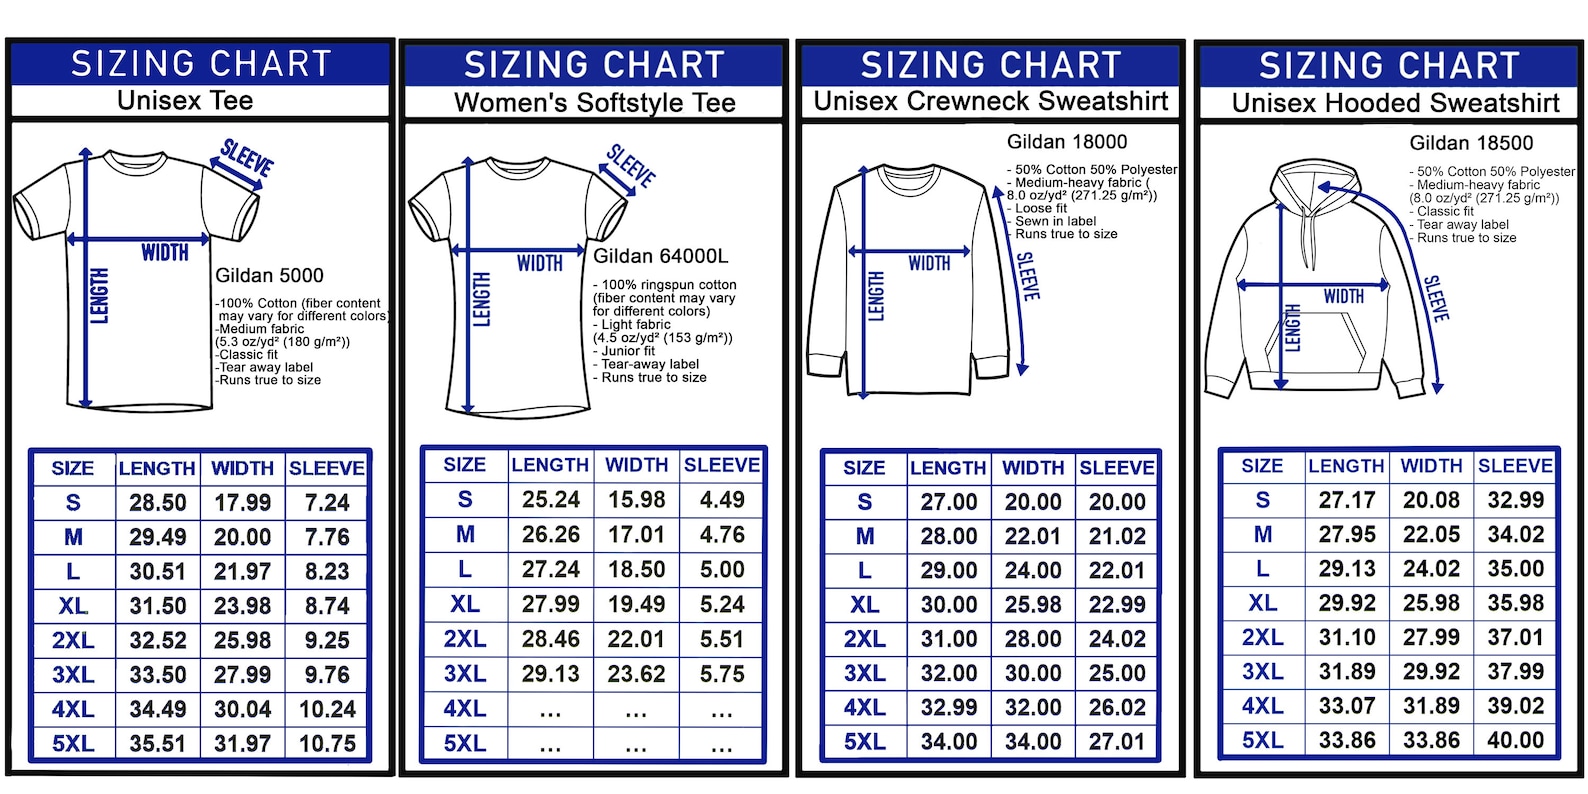 SIZING CHART
Unisex Tee
SLEEVE
WIDTH
LENGTH
Gildan 5000
-100% Cotton (fiber content
may vary for different colors)
-Medium fabric
(5.3 oz/yd² (180 g/m²))
-Classic fit
-Tear away label
-Runs true to size
SIZE LENGTH WIDTH SLEEVE
S 28.50 17.99 7.24
M 29.49 20.00 7.76
L 30.51 21.97 8.23
XL 31.50 23.98 8.74
2XL 32.52 25.98 9.25
3XL 33.50 27.99 9.76
4XL 34.49 30.04 10.24
5XL 35.51 31.97 10.75
SIZING CHART
Women's Softstyle Tee
SLEEVE
WIDTH
LENGTH
Gildan 64000L
- 100% ringspun cotton
(fiber content may vary
for different colors)
- Light fabric
(4.5 oz/yd² (153 g/m²))
- Junior fit
- Tear-away label
- Runs true to size
SIZE LENGTH WIDTH SLEEVE
S 25.24 15.98 4.49
M 26.26 17.01 4.76
L 27.24 18.50 5.00
XL 27.99 19.49 5.24
2XL 28.46 22.01 5.51
3XL 29.13 23.62 5.75
4XL ... ... ...
5XL ... ... ...
SIZING CHART
Unisex Crewneck Sweatshirt
Gildan 18000
- 50% Cotton 50% Polyester
- Medium-heavy fabric (
8.0 oz/yd² (271.25 g/m²))
- Loose fit
- Sewn in label
- Runs true to size
SLEEVE
WIDTH
LENGTH
SIZE LENGTH WIDTH SLEEVE
S 27.00 20.00 20.00
M 28.00 22.01 21.02
L 29.00 24.00 22.01
XL 30.00 25.98 22.99
2XL 31.00 28.00 24.02
3XL 32.00 30.00 25.00
4XL 32.99 32.00 26.02
5XL 34.00 34.00 27.01
SIZING CHART
Unisex Hooded Sweatshirt
Gildan 18500
- 50% Cotton 50% Polyester
- Medium-heavy fabric
(8.0 oz/yd² (271.25 g/m²))
- Classic fit
- Tear away label
- Runs true to size
SLEEVE
WIDTH
LENGTH
SIZE LENGTH WIDTH SLEEVE
S 27.17 20.08 32.99
M 27.95 22.05 34.02
L 29.13 24.02 35.00
XL 29.92 25.98 35.98
2XL 31.10 27.99 37.01
3XL 31.89 29.92 37.99
4XL 33.07 31.89 39.02
5XL 33.86 33.86 40.00